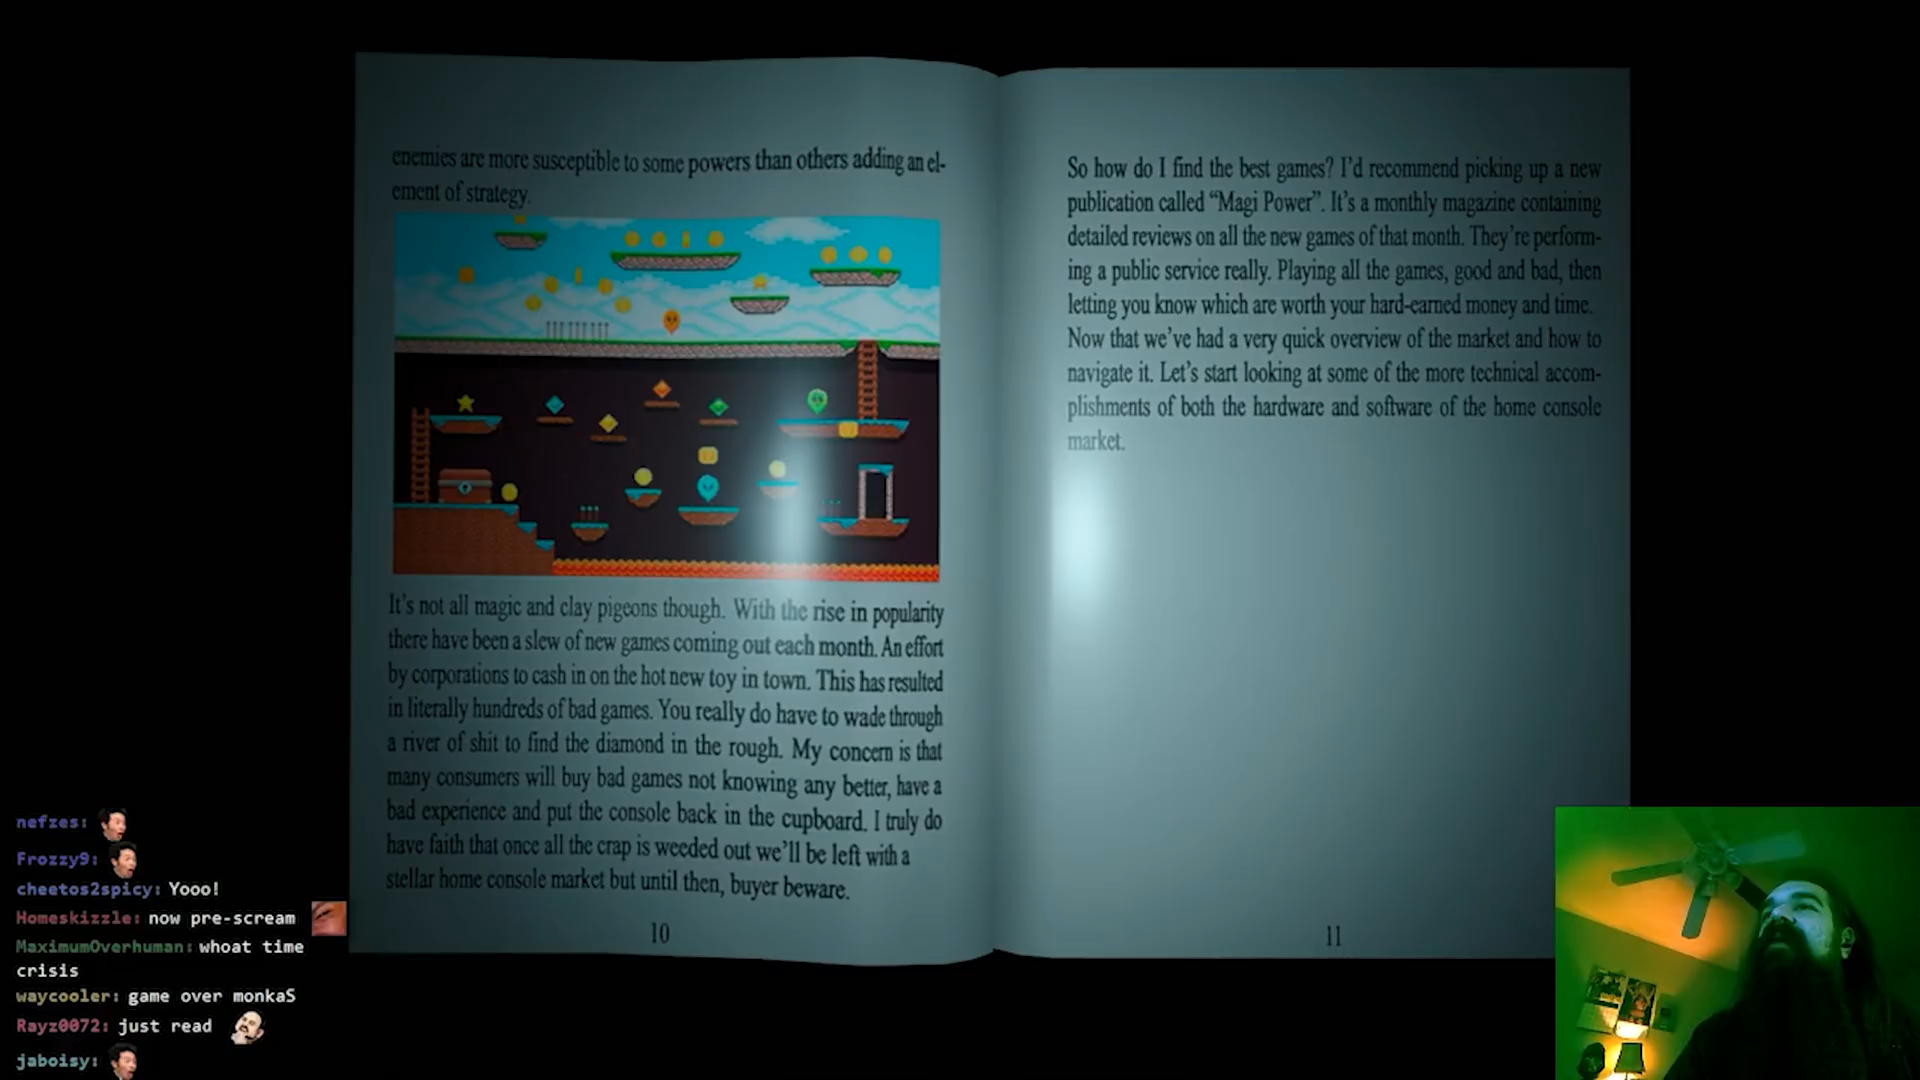 enemies are more susceptible to some powers than others adding an el-
ement of strategy.
It's not all magic and clay pigeons though. With the rise in popularity
there have been a slew of new games coming out each month. An effort
by corporations to cash in on the hot new toy in town. This has resulted
in literally hundreds of bad games. You really do have to wade through
a river of shit to find the diamond in the rough. My concern is that
many consumers will buy bad games not knowing any better, have a
bad experience and put the console back in the cupboard. I truly do
have faith that once all the crap is weeded out we'll be left with a
stellar home console market but until then, buyer beware.
10
So how do I find the best games? I'd recommend picking up a new
publication called “Magi Power”. It's a monthly magazine containing
detailed reviews on all the new games of that month. They're perform-
ing a public service really. Playing all the games, good and bad, then
letting you know which are worth your hard-earned money and time.
Now that we've had a very quick overview of the market and how to
navigate it. Let's start looking at some of the more technical accom-
plishments of both the hardware and software of the home console
market.
11
nefzes:
Frozzy9:
cheetos2spicy: Yooo!
Homeskizzle: now pre-scream
MaximumOverhuman: whoat time
crisis
waycooler: game over monkaS
Rayz0072: just read
jaboisy: